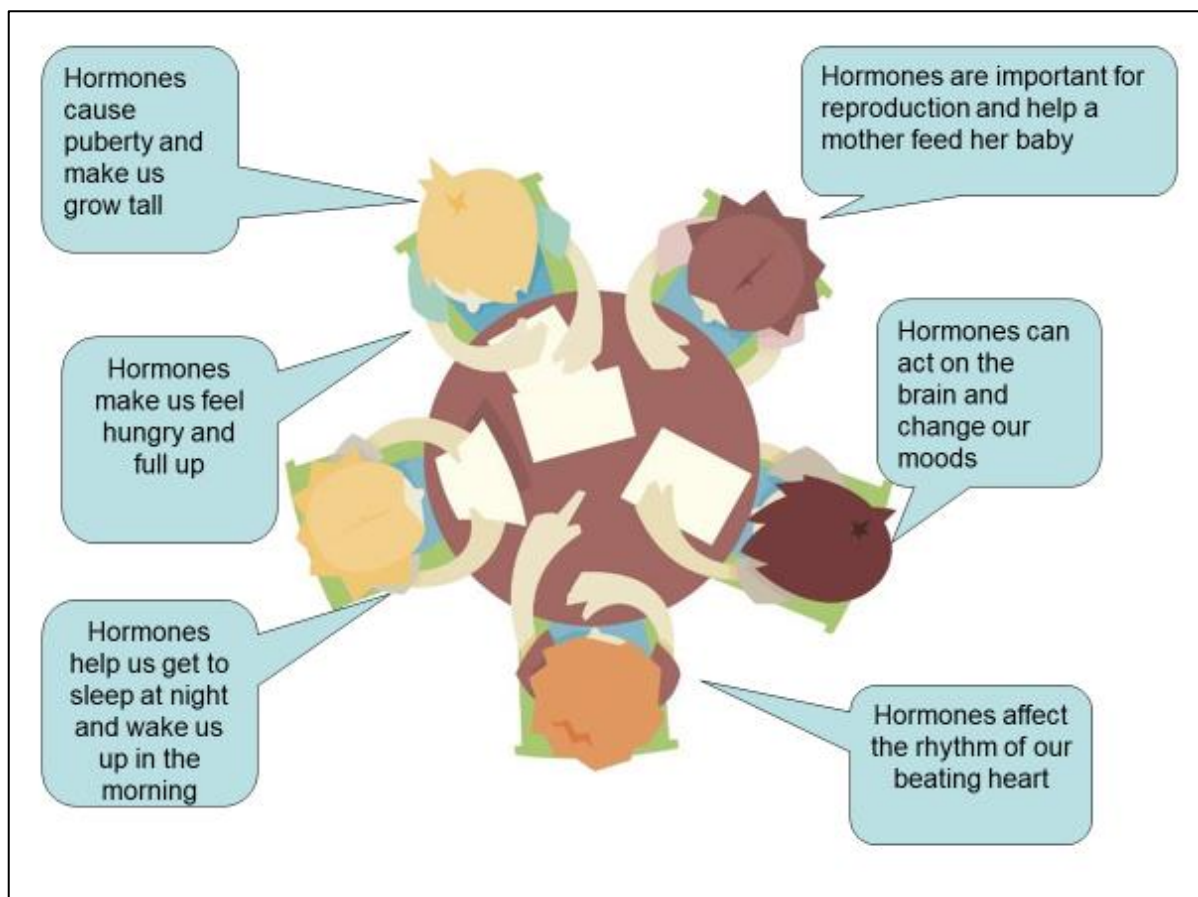 Hormones
cause
puberty and
make us
grow tall
Hormones are important for
reproduction and help a
mother feed her baby
Hormones
make us feel
hungry and
full up
Hormones can
act on the
brain and
change our
moods
Hormones
help us get to
sleep at night
and wake us
up in the
morning
Hormones affect
the rhythm of our
beating heart